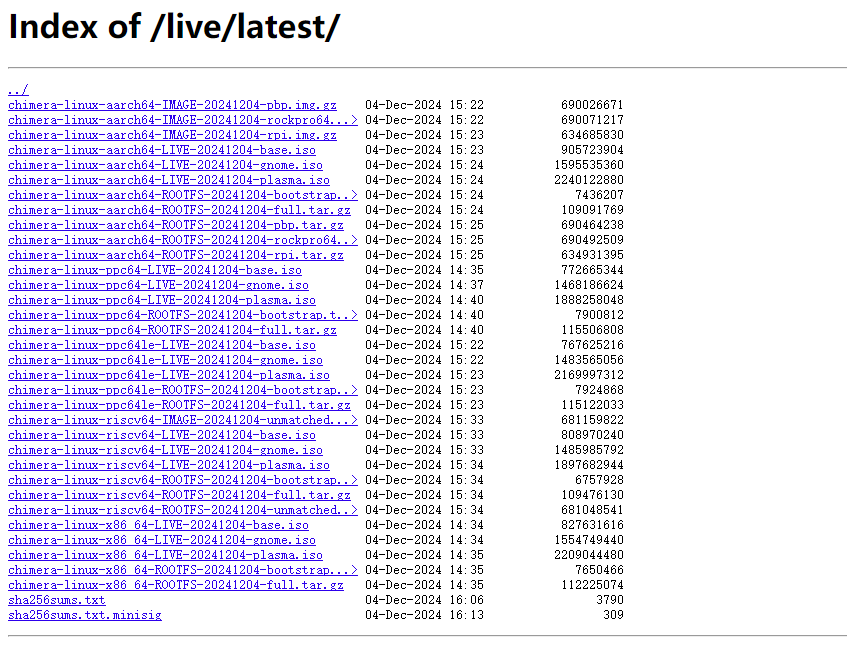 Index of /live/latest/
../
chimera-linux-aarch64-IMAGE-20241204-pbp.img.gz 04-Dec-2024 15:22 690026671
chimera-linux-aarch64-IMAGE-20241204-rockpro64...> 04-Dec-2024 15:22 690071217
chimera-linux-aarch64-IMAGE-20241204-rpi.img.gz 04-Dec-2024 15:23 634685830
chimera-linux-aarch64-LIVE-20241204-base.iso 04-Dec-2024 15:23 905723904
chimera-linux-aarch64-LIVE-20241204-gnome.iso 04-Dec-2024 15:24 1595535360
chimera-linux-aarch64-LIVE-20241204-plasma.iso 04-Dec-2024 15:24 2240122880
chimera-linux-aarch64-ROOTFS-20241204-bootstrap..> 04-Dec-2024 15:24 7436207
chimera-linux-aarch64-ROOTFS-20241204-full.tar.gz 04-Dec-2024 15:24 109091769
chimera-linux-aarch64-ROOTFS-20241204-pbp.tar.gz 04-Dec-2024 15:25 690464238
chimera-linux-aarch64-ROOTFS-20241204-rockpro64..> 04-Dec-2024 15:25 690492509
chimera-linux-aarch64-ROOTFS-20241204-rpi.tar.gz 04-Dec-2024 15:25 634931395
chimera-linux-ppc64-LIVE-20241204-base.iso 04-Dec-2024 14:35 772665344
chimera-linux-ppc64-LIVE-20241204-gnome.iso 04-Dec-2024 14:37 1468186624
chimera-linux-ppc64-LIVE-20241204-plasma.iso 04-Dec-2024 14:40 1888258048
chimera-linux-ppc64-ROOTFS-20241204-bootstrap.t..> 04-Dec-2024 14:40 7900812
chimera-linux-ppc64-ROOTFS-20241204-full.tar.gz 04-Dec-2024 14:40 115506808
chimera-linux-ppc64le-LIVE-20241204-base.iso 04-Dec-2024 15:22 767625216
chimera-linux-ppc64le-LIVE-20241204-gnome.iso 04-Dec-2024 15:22 1483565056
chimera-linux-ppc64le-LIVE-20241204-plasma.iso 04-Dec-2024 15:23 2169997312
chimera-linux-ppc64le-ROOTFS-20241204-bootstrap..> 04-Dec-2024 15:23 7924868
chimera-linux-ppc64le-ROOTFS-20241204-full.tar.gz 04-Dec-2024 15:23 115122033
chimera-linux-riscv64-IMAGE-20241204-unmatched...> 04-Dec-2024 15:33 681159822
chimera-linux-riscv64-LIVE-20241204-base.iso 04-Dec-2024 15:33 808970240
chimera-linux-riscv64-LIVE-20241204-gnome.iso 04-Dec-2024 15:33 1485985792
chimera-linux-riscv64-LIVE-20241204-plasma.iso 04-Dec-2024 15:34 1897682944
chimera-linux-riscv64-ROOTFS-20241204-bootstrap..> 04-Dec-2024 15:34 6757928
chimera-linux-riscv64-ROOTFS-20241204-full.tar.gz 04-Dec-2024 15:34 109476130
chimera-linux-riscv64-ROOTFS-20241204-unmatched..> 04-Dec-2024 15:34 681048541
chimera-linux-x86_64-LIVE-20241204-base.iso 04-Dec-2024 14:34 827631616
chimera-linux-x86_64-LIVE-20241204-gnome.iso 04-Dec-2024 14:34 1554749440
chimera-linux-x86_64-LIVE-20241204-plasma.iso 04-Dec-2024 14:35 2209044480
chimera-linux-x86_64-ROOTFS-20241204-bootstrap...> 04-Dec-2024 14:35 7650466
chimera-linux-x86_64-ROOTFS-20241204-full.tar.gz 04-Dec-2024 14:35 112225074
sha256sums.txt 04-Dec-2024 16:06 3790
sha256sums.txt.minisig 04-Dec-2024 16:13 309